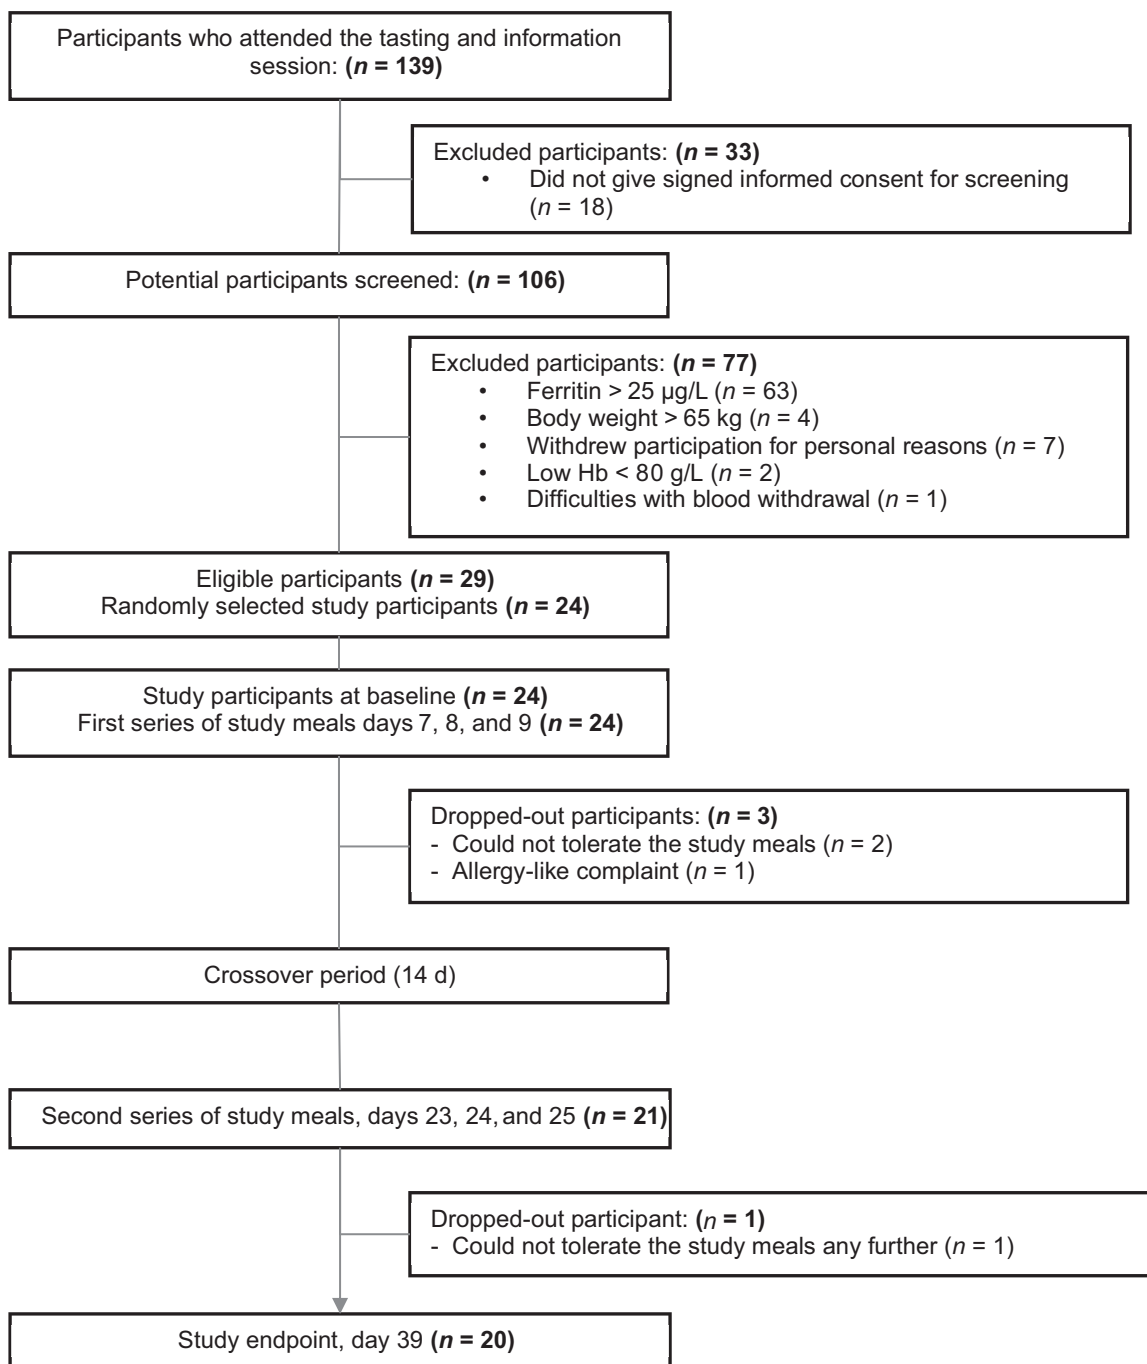 Participants who attended the tasting and information
session: (n = 139)
Excluded participants: (n = 33)
• Did not give signed informed consent for screening
(n = 18)
Potential participants screened: (n = 106)
Excluded participants: (n = 77)
• Ferritin > 25 µg/L (n = 63)
• Body weight > 65 kg (n = 4)
• Withdrew participation for personal reasons (n = 7)
• Low Hb < 80 g/L (n = 2)
• Difficulties with blood withdrawal (n = 1)
Eligible participants (n = 29)
Randomly selected study participants (n = 24)
Study participants at baseline (n = 24)
First series of study meals days 7, 8, and 9 (n = 24)
Dropped-out participants: (n = 3)
- Could not tolerate the study meals (n = 2)
- Allergy-like complaint (n = 1)
Crossover period (14 d)
Second series of study meals, days 23, 24, and 25 (n = 21)
Dropped-out participant: (n = 1)
- Could not tolerate the study meals any further (n = 1)
Study endpoint, day 39 (n = 20)